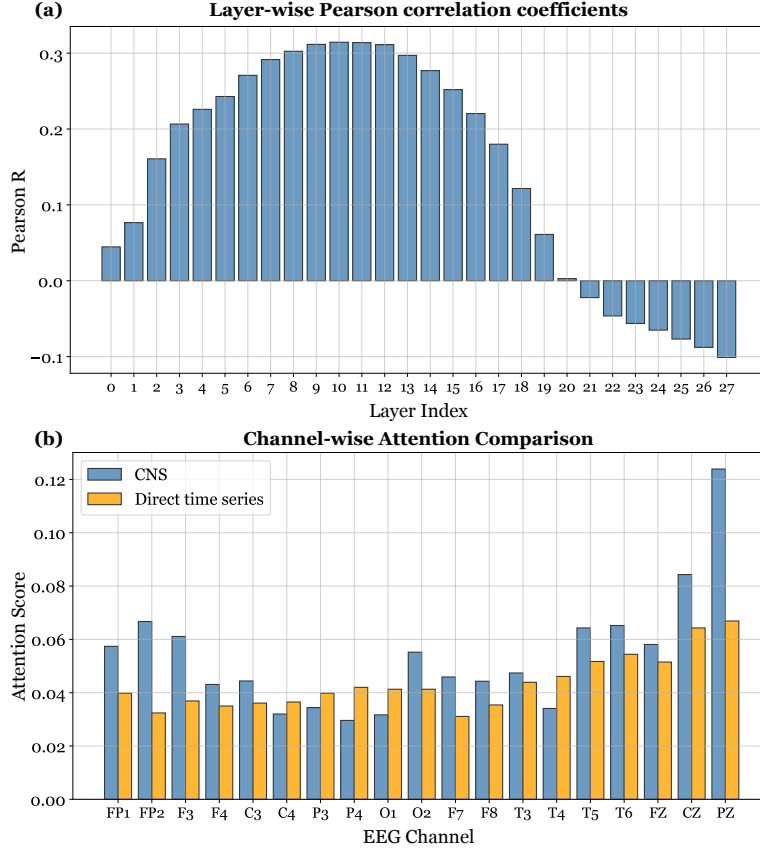 (a) Layer-wise Pearson correlation coefficients
Pearson R
0.3
0.2
0.1
0.0
−0.1
0 1 2 3 4 5 6 7 8 9 10 11 12 13 14 15 16 17 18 19 20 21 22 23 24 25 26 27
Layer Index
(b) Channel-wise Attention Comparison
CNS
Direct time series
Attention Score
0.12
0.10
0.08
0.06
0.04
0.02
0.00
FP1 FP2 F3 F4 C3 C4 P3 P4 O1 O2 F7 F8 T3 T4 T5 T6 FZ CZ PZ
EEG Channel